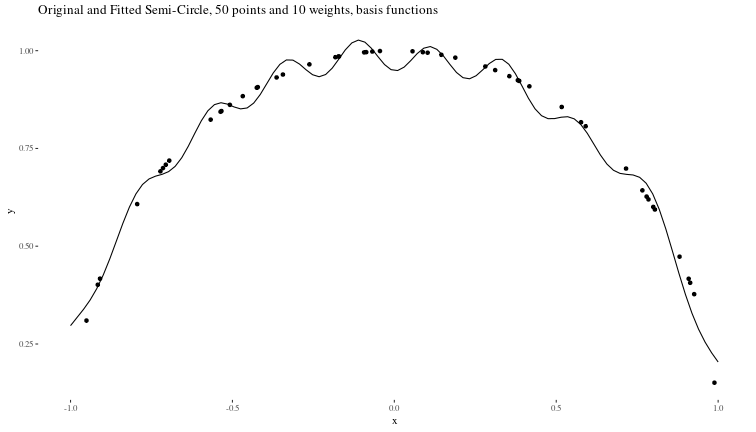 Original and Fitted Semi-Circle, 50 points and 10 weights, basis functions
1.00
0.75
y
0.50
0.25
-1.0 -0.5 0.0 0.5 1.0
x